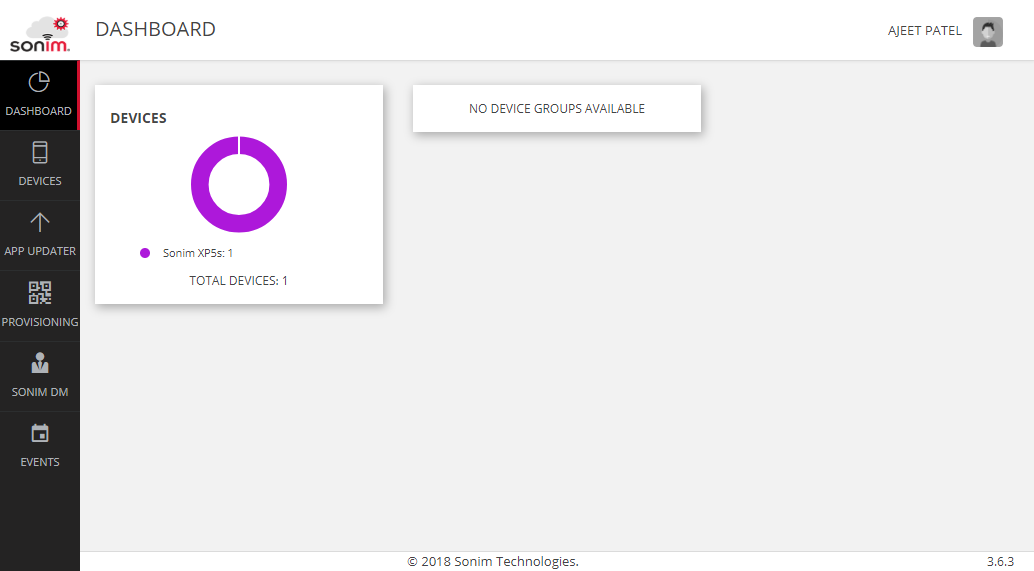 sonim
DASHBOARD
AJEET PATEL
DASHBOARD
DEVICES
APP UPDATER
PROVISIONING
SONIM DM
EVENTS
DEVICES
Sonim XP5s: 1
TOTAL DEVICES: 1
NO DEVICE GROUPS AVAILABLE
© 2018 Sonim Technologies.
3.6.3